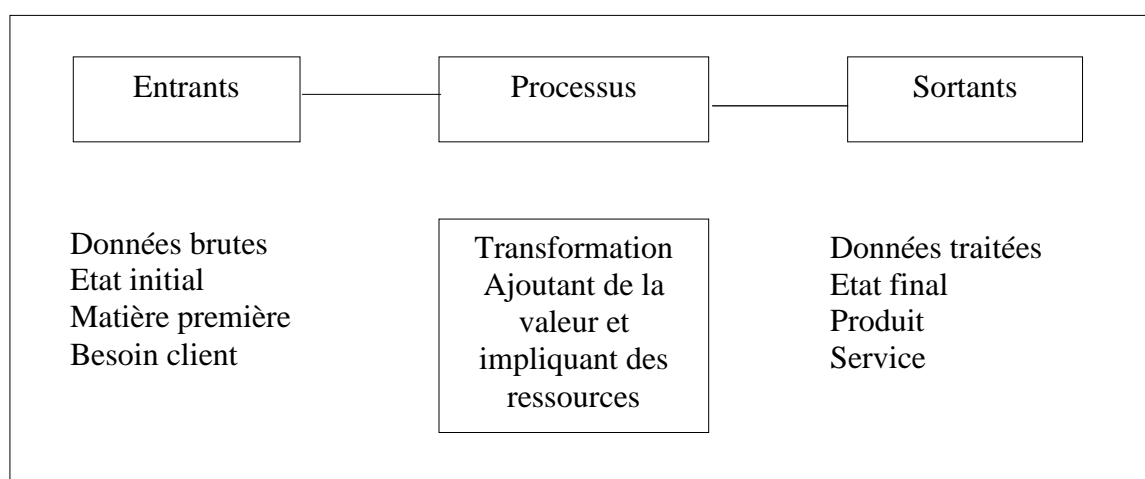 Entrants
Processus
Sortants
Données brutes
Etat initial
Matière première
Besoin client
Transformation
Ajoutant de la
valeur et
impliquant des
ressources
Données traitées
Etat final
Produit
Service